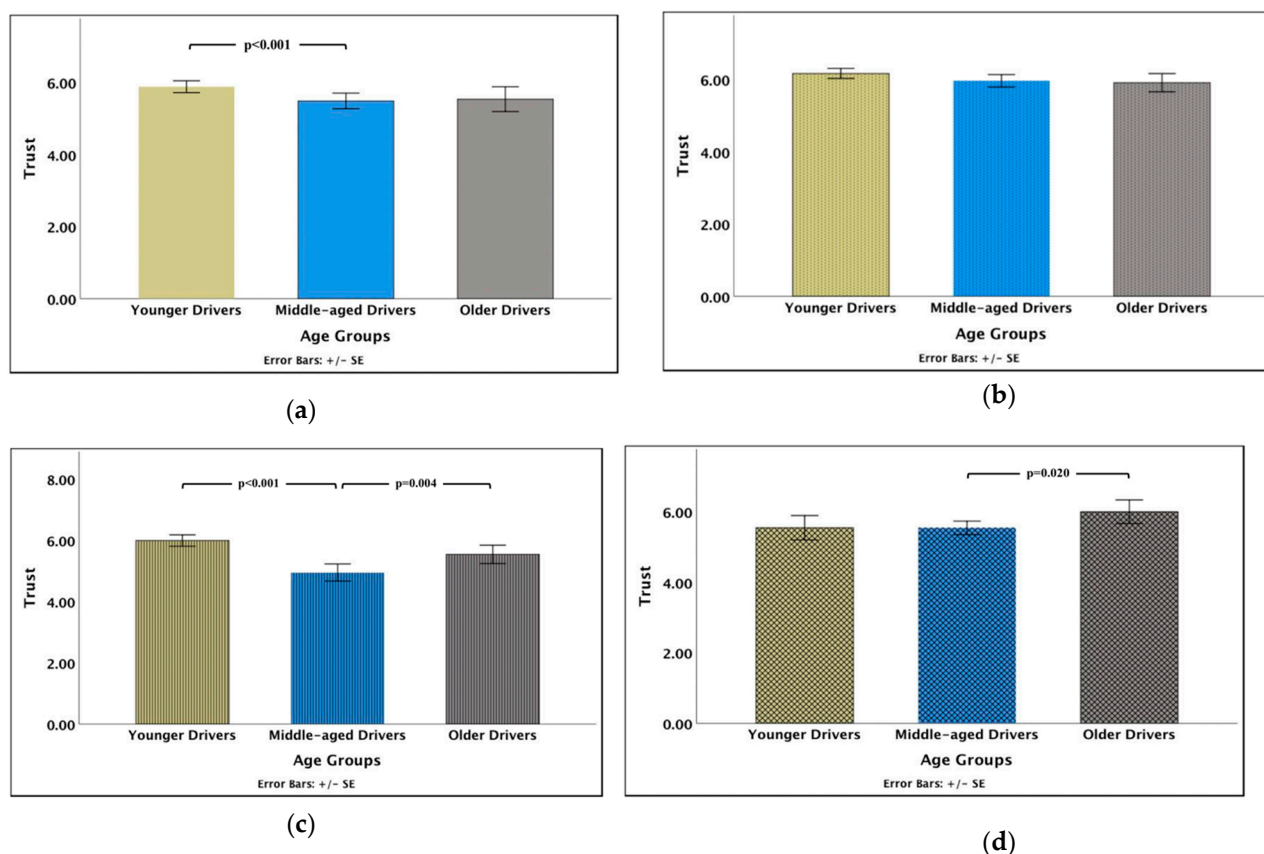 p<0.001
6.00
4.00
2.00
0.00
Trust
Younger Drivers Middle-aged Drivers Older Drivers
Age Groups
Error Bars: +/- SE
(a)
6.00
4.00
2.00
0.00
Trust
Younger Drivers Middle-aged Drivers Older Drivers
Age Groups
Error Bars: +/- SE
(b)
8.00
p<0.001 p=0.004
6.00
4.00
2.00
0.00
Trust
Younger Drivers Middle-aged Drivers Older Drivers
Age Groups
Error Bars: +/- SE
(c)
p=0.020
6.00
4.00
2.00
0.00
Trust
Younger Drivers Middle-aged Drivers Older Drivers
Age Groups
Error Bars: +/- SE
(d)